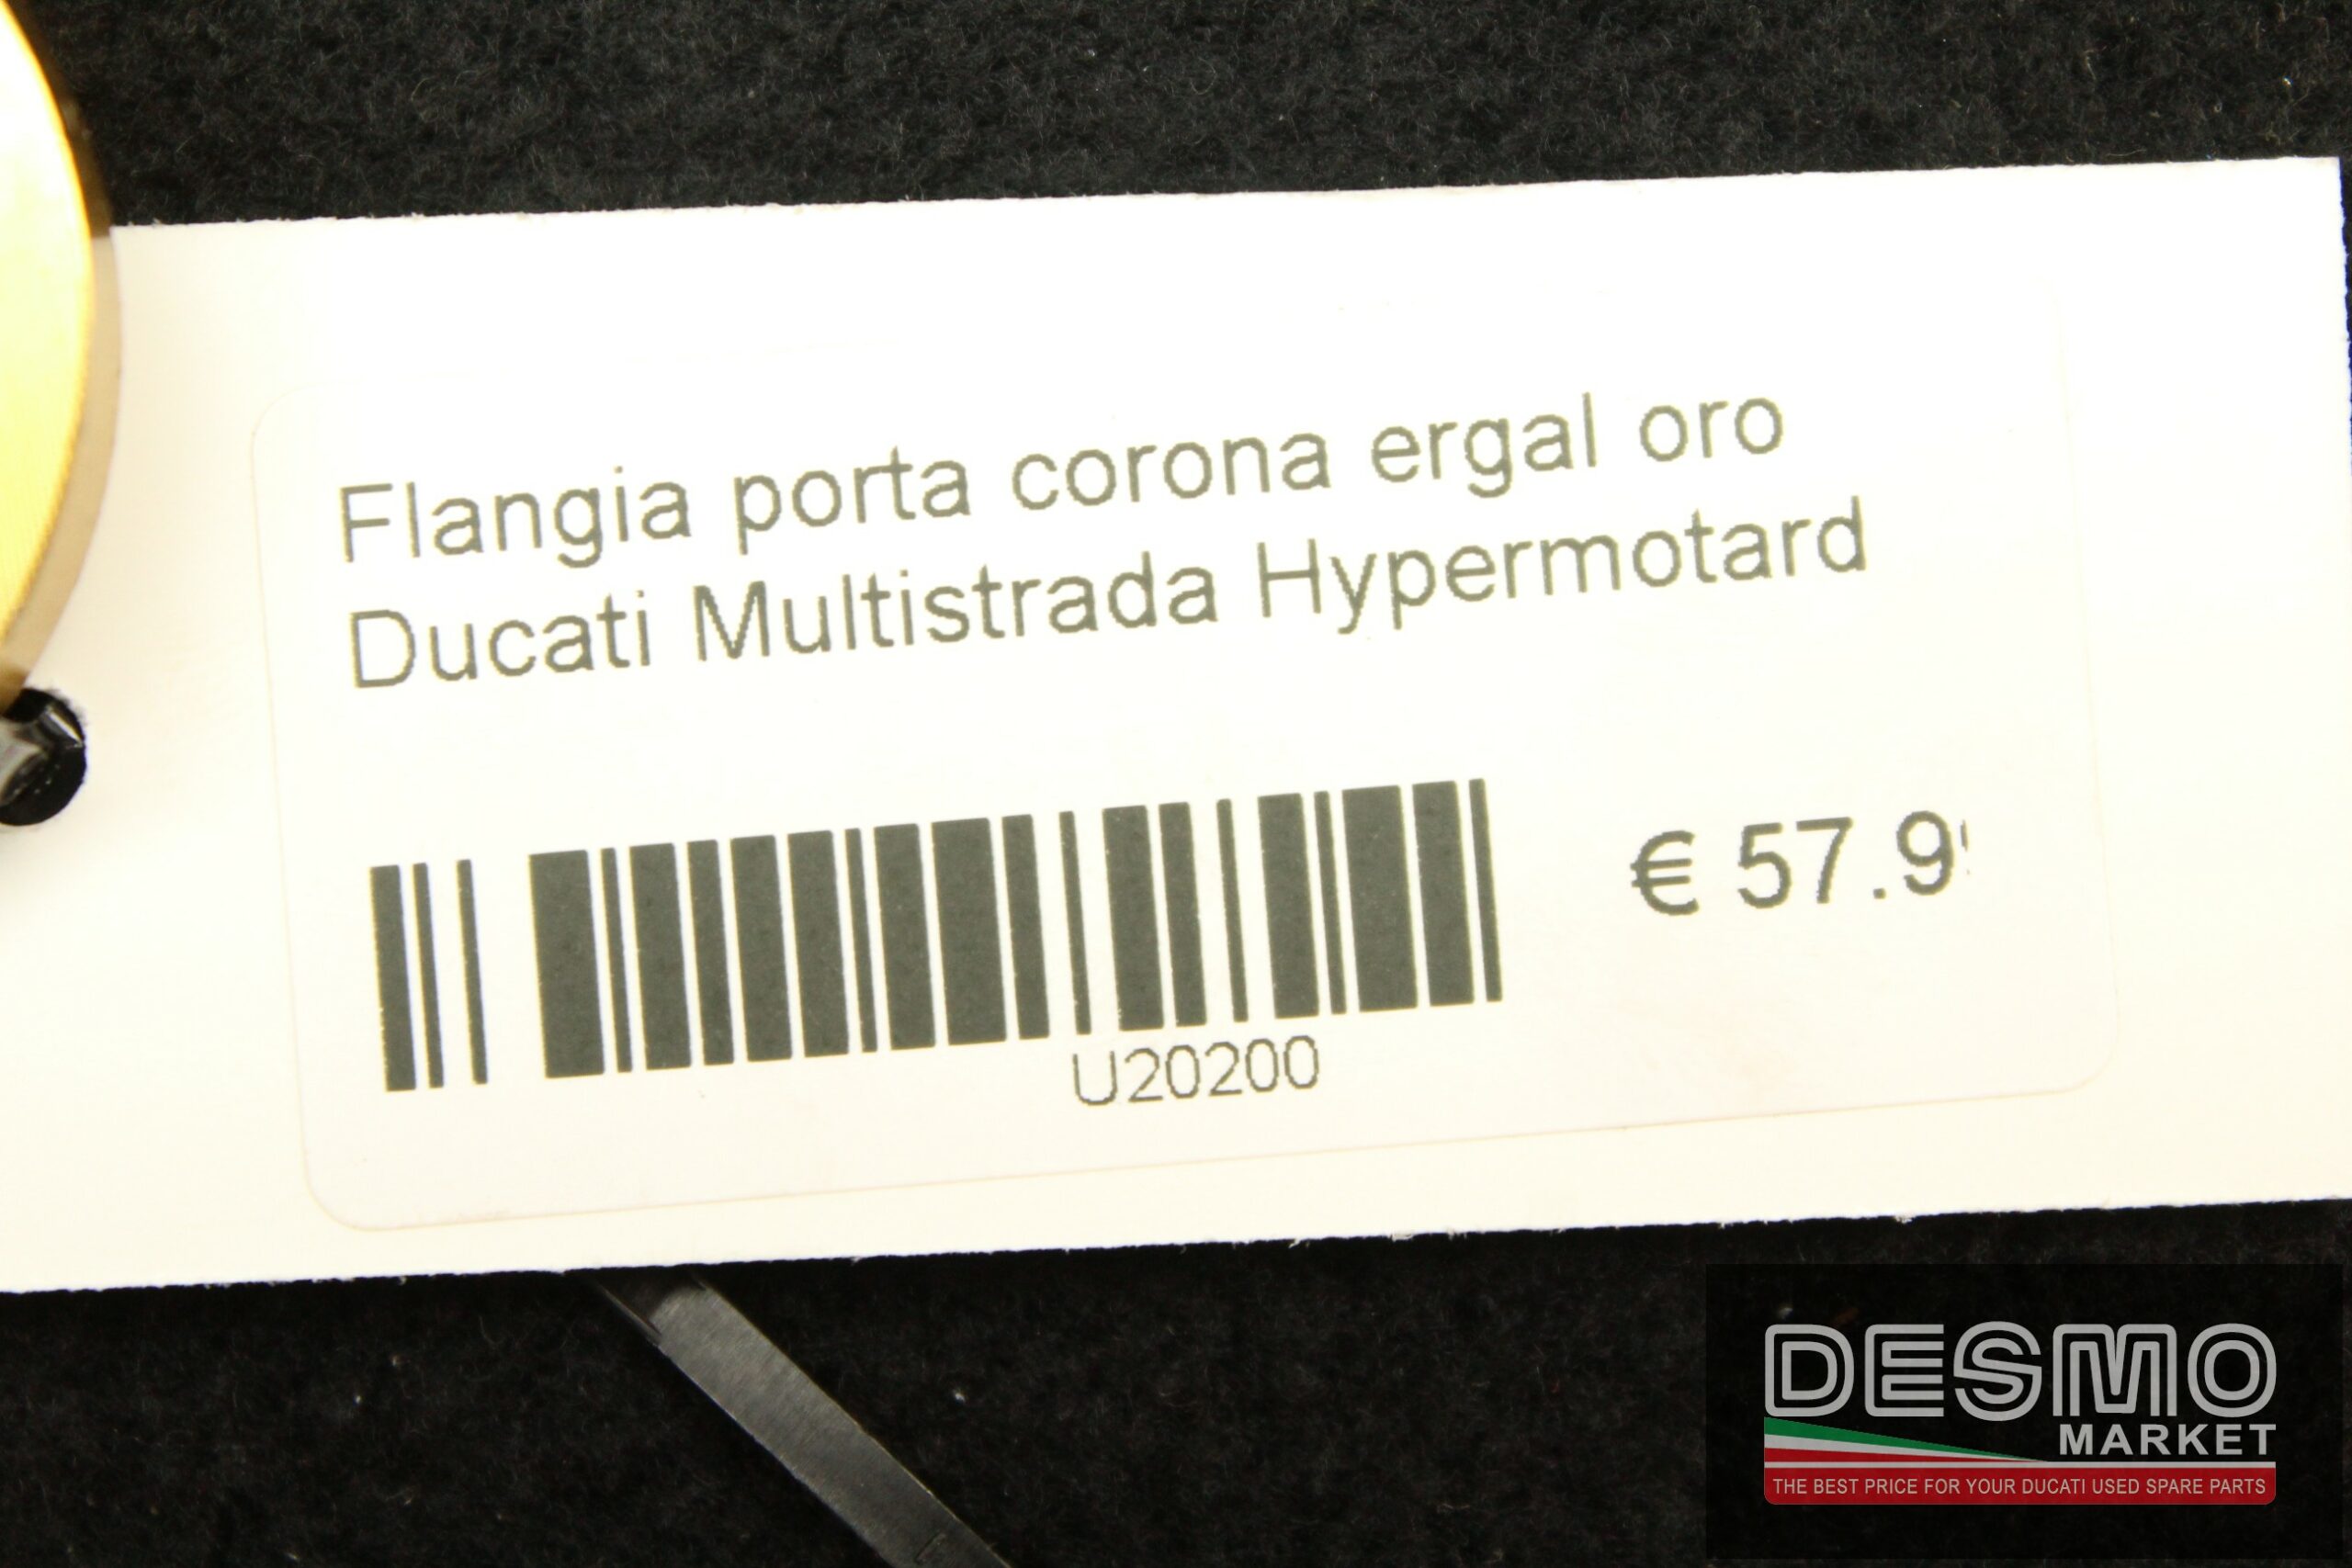 Flangia porta corona ergal oro
Ducati Multistrada Hypermotard
€ 57.9
U20200
DESMO
MARKET
THE BEST PRICE FOR YOUR DUCATI USED SPARE PARTS